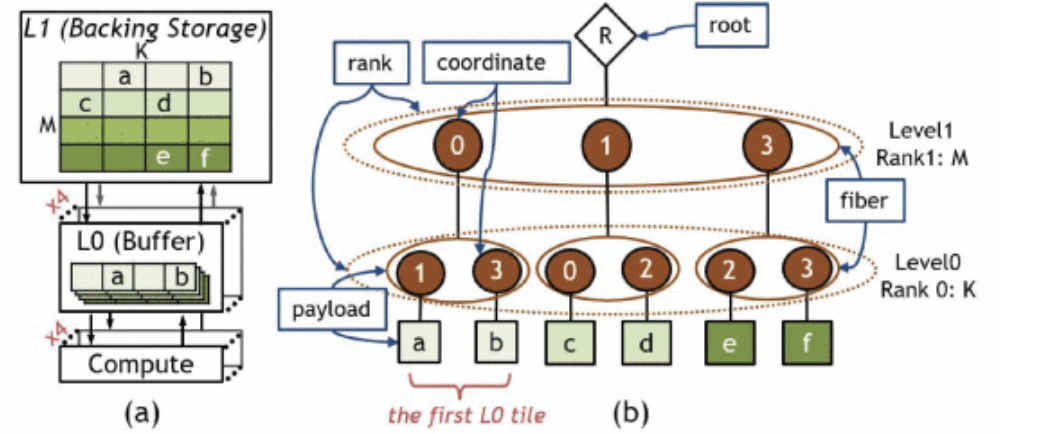 L1 (Backing Storage)
K
a b
c d
M
e f
x4
L0 (Buffer)
a b
x4
Compute
(a)
R
root
rank
coordinate
0 1 3
Level1
Rank1: M
fiber
1 3 0 2 2 3
Level0
Rank 0: K
payload
a b c d e f
the first L0 tile
(b)